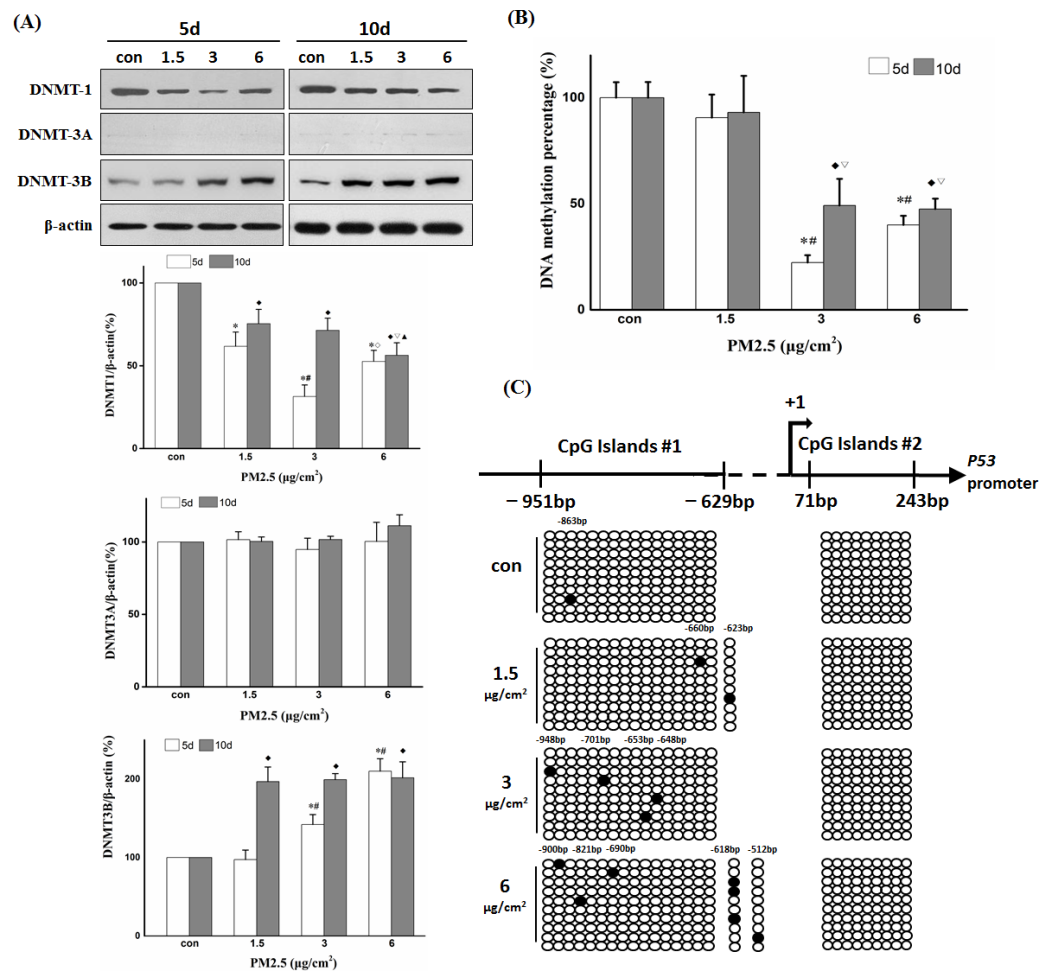 (A)
5d
10d
con 1.5 3 6
con 1.5 3 6
DNMT-1
DNMT-3A
DNMT-3B
β-actin
5d 10d
100
50
0
DNMT1/β-actin(%)
*
◆
*#
◆
*◇
◆▽▲
con 1.5 3 6
PM2.5 (μg/cm²)
5d 10d
100
50
0
DNMT3A/β-actin(%)
con 1.5 3 6
PM2.5 (μg/cm²)
5d 10d
200
100
0
DNMT3B/β-actin (%)
◆
*#
◆
*#
◆
con 1.5 3 6
PM2.5 (μg/cm²)
(B)
5d 10d
100
50
0
DNA methylation percentage (%)
*#
◆▽
*#
◆▽
con 1.5 3 6
PM2.5 (μg/cm²)
(C)
+1
CpG Islands #1
CpG Islands #2
P53
promoter
−951bp
−629bp
71bp
243bp
-863bp
con
-660bp
-623bp
1.5
μg/cm²
-948bp
-701bp
-653bp
-648bp
3
μg/cm²
-900bp
-821bp
-690bp
-618bp
-512bp
6
μg/cm²